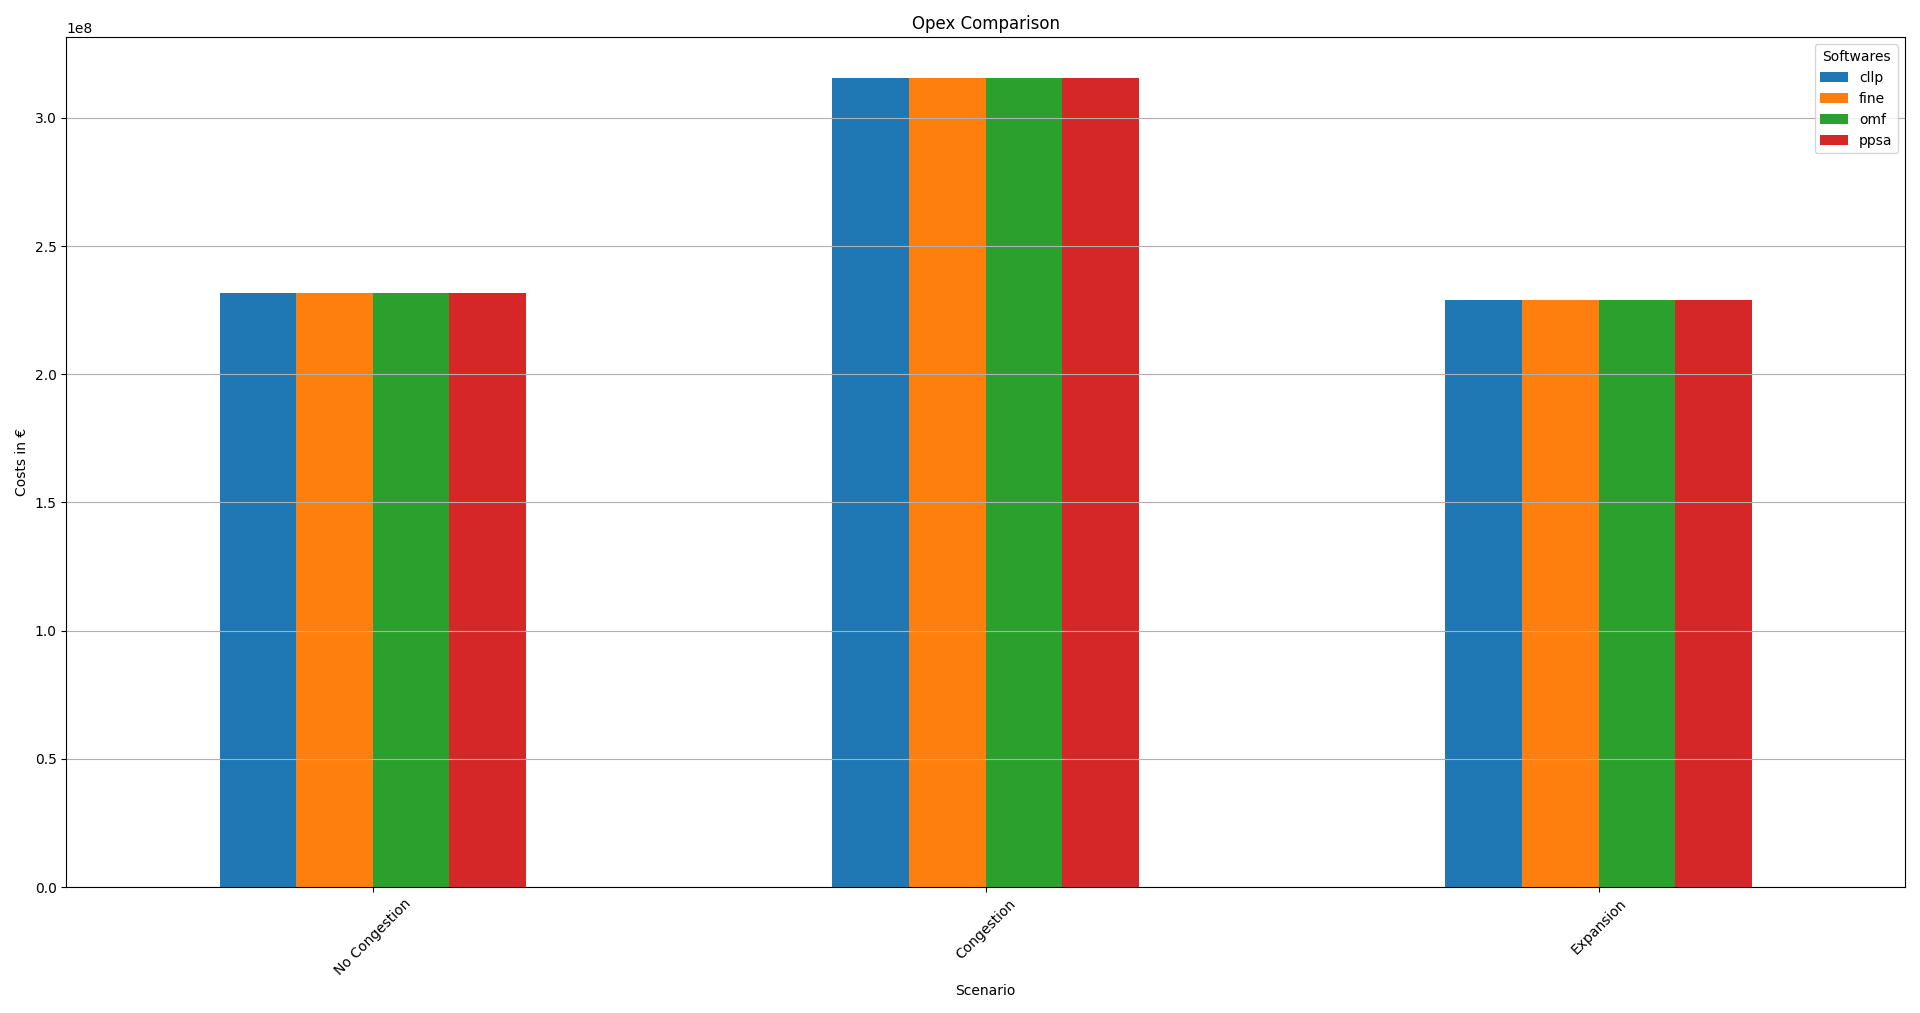 Opex Comparison
1e8
3.0
2.5
2.0
1.5
1.0
0.5
0.0
Costs in €
Softwares
cllp
fine
omf
ppsa
No Congestion
Congestion
Expansion
Scenario